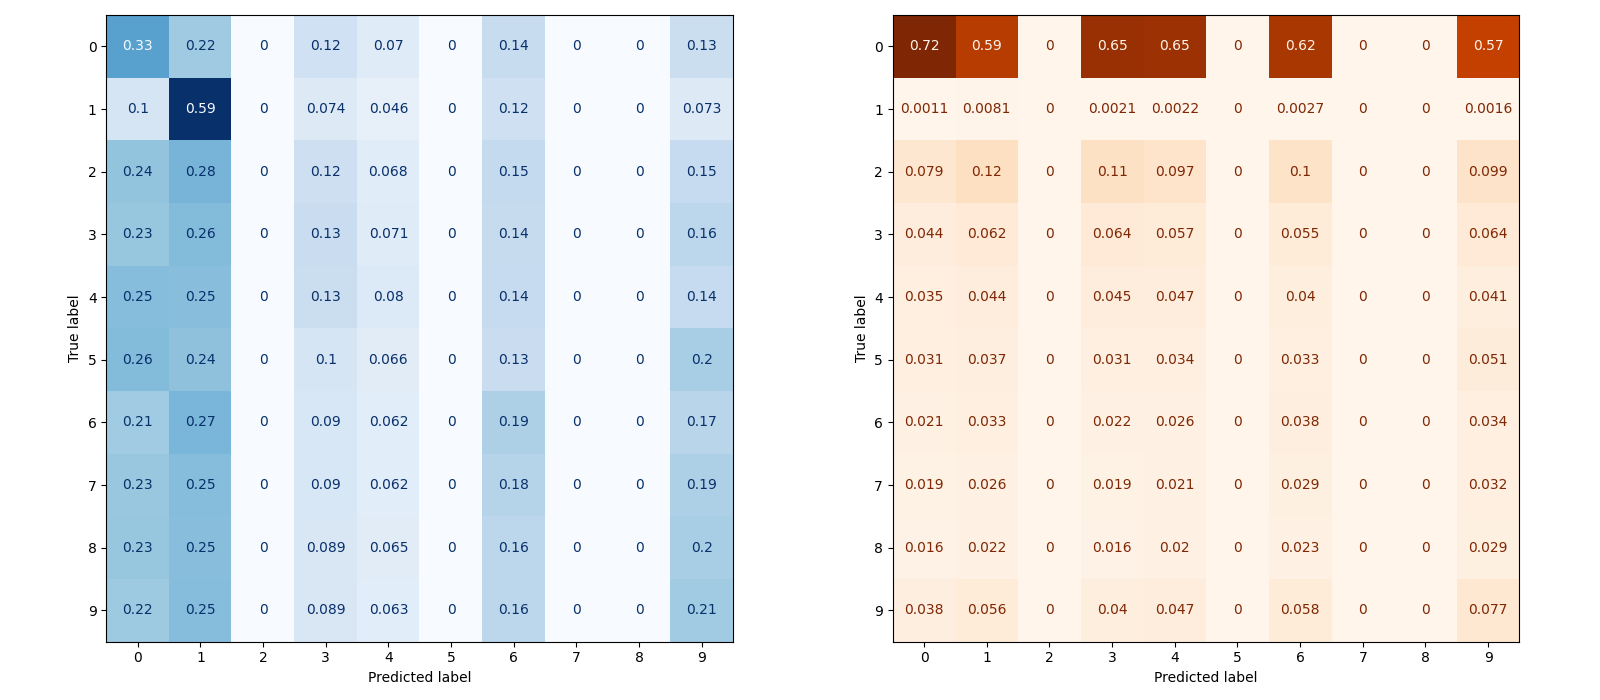 0 0.33 0.22 0 0.12 0.07 0 0.14 0 0 0.13
1 0.1 0.59 0 0.074 0.046 0 0.12 0 0 0.073
2 0.24 0.28 0 0.12 0.068 0 0.15 0 0 0.15
3 0.23 0.26 0 0.13 0.071 0 0.14 0 0 0.16
4 0.25 0.25 0 0.13 0.08 0 0.14 0 0 0.14
5 0.26 0.24 0 0.1 0.066 0 0.13 0 0 0.2
6 0.21 0.27 0 0.09 0.062 0 0.19 0 0 0.17
7 0.23 0.25 0 0.09 0.062 0 0.18 0 0 0.19
8 0.23 0.25 0 0.089 0.065 0 0.16 0 0 0.2
9 0.22 0.25 0 0.089 0.063 0 0.16 0 0 0.21
0 1 2 3 4 5 6 7 8 9
Predicted label
True label
0 0.72 0.59 0 0.65 0.65 0 0.62 0 0 0.57
1 0.0011 0.0081 0 0.0021 0.0022 0 0.0027 0 0 0.0016
2 0.079 0.12 0 0.11 0.097 0 0.1 0 0 0.099
3 0.044 0.062 0 0.064 0.057 0 0.055 0 0 0.064
4 0.035 0.044 0 0.045 0.047 0 0.04 0 0 0.041
5 0.031 0.037 0 0.031 0.034 0 0.033 0 0 0.051
6 0.021 0.033 0 0.022 0.026 0 0.038 0 0 0.034
7 0.019 0.026 0 0.019 0.021 0 0.029 0 0 0.032
8 0.016 0.022 0 0.016 0.02 0 0.023 0 0 0.029
9 0.038 0.056 0 0.04 0.047 0 0.058 0 0 0.077
0 1 2 3 4 5 6 7 8 9
Predicted label
True label